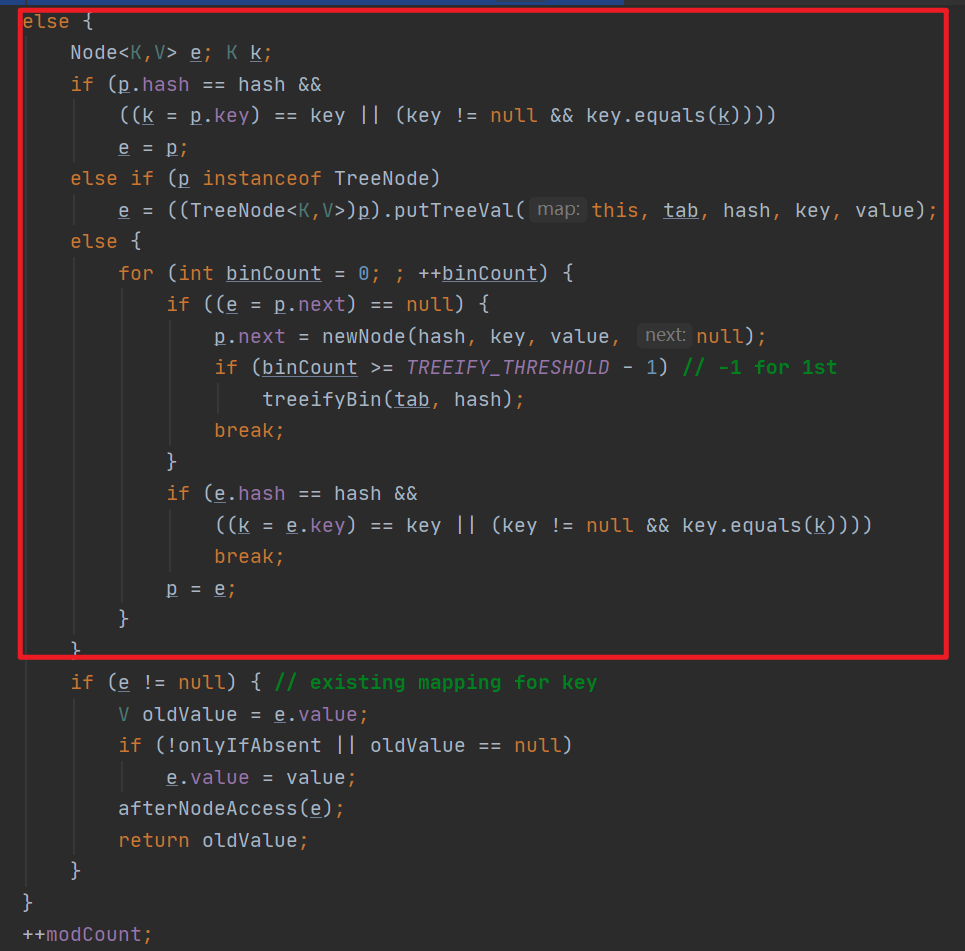 else {
    Node<K,V> e; K k;
    if (p.hash == hash &&
        ((k = p.key) == key || (key != null && key.equals(k))))
        e = p;
    else if (p instanceof TreeNode)
        e = ((TreeNode<K,V>)p).putTreeVal( map: this, tab, hash, key, value);
    else {
        for (int binCount = 0; ; ++binCount) {
            if ((e = p.next) == null) {
                p.next = newNode(hash, key, value, next: null);
                if (binCount >= TREEIFY_THRESHOLD - 1) // -1 for 1st
                    treeifyBin(tab, hash);
                break;
            }
            if (e.hash == hash &&
                ((k = e.key) == key || (key != null && key.equals(k))))
                break;
            p = e;
        }
    }
    if (e != null) { // existing mapping for key
        V oldValue = e.value;
        if (!onlyIfAbsent || oldValue == null)
            e.value = value;
        afterNodeAccess(e);
        return oldValue;
    }
}
++modCount;